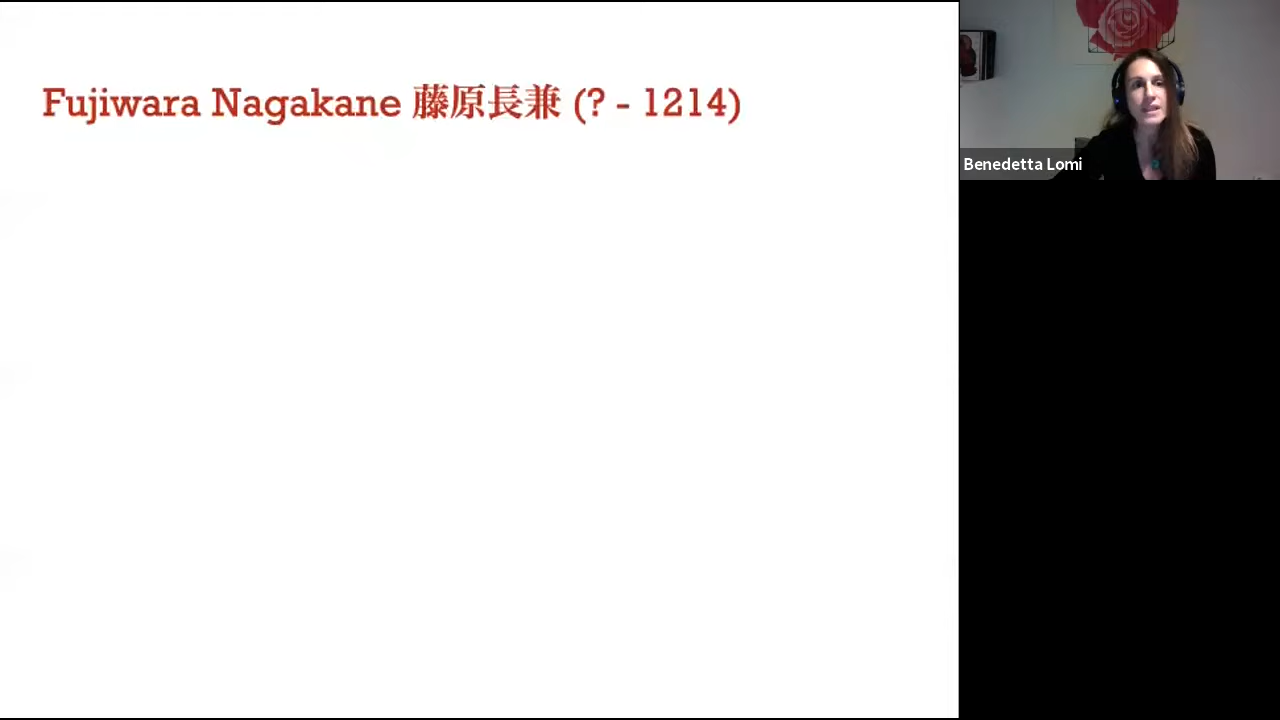 Fujiwara Nagakane 藤原長兼 (? - 1214)
Benedetta Lomi